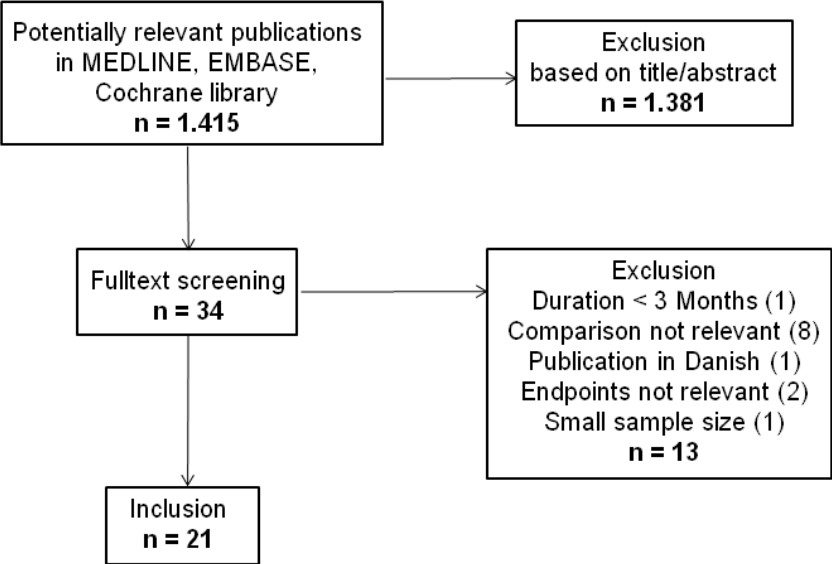 Potentially relevant publications
in MEDLINE, EMBASE,
Cochrane library
n = 1.415
Exclusion
based on title/abstract
n = 1.381
Fulltext screening
n = 34
Exclusion
Duration < 3 Months (1)
Comparison not relevant (8)
Publication in Danish (1)
Endpoints not relevant (2)
Small sample size (1)
n = 13
Inclusion
n = 21